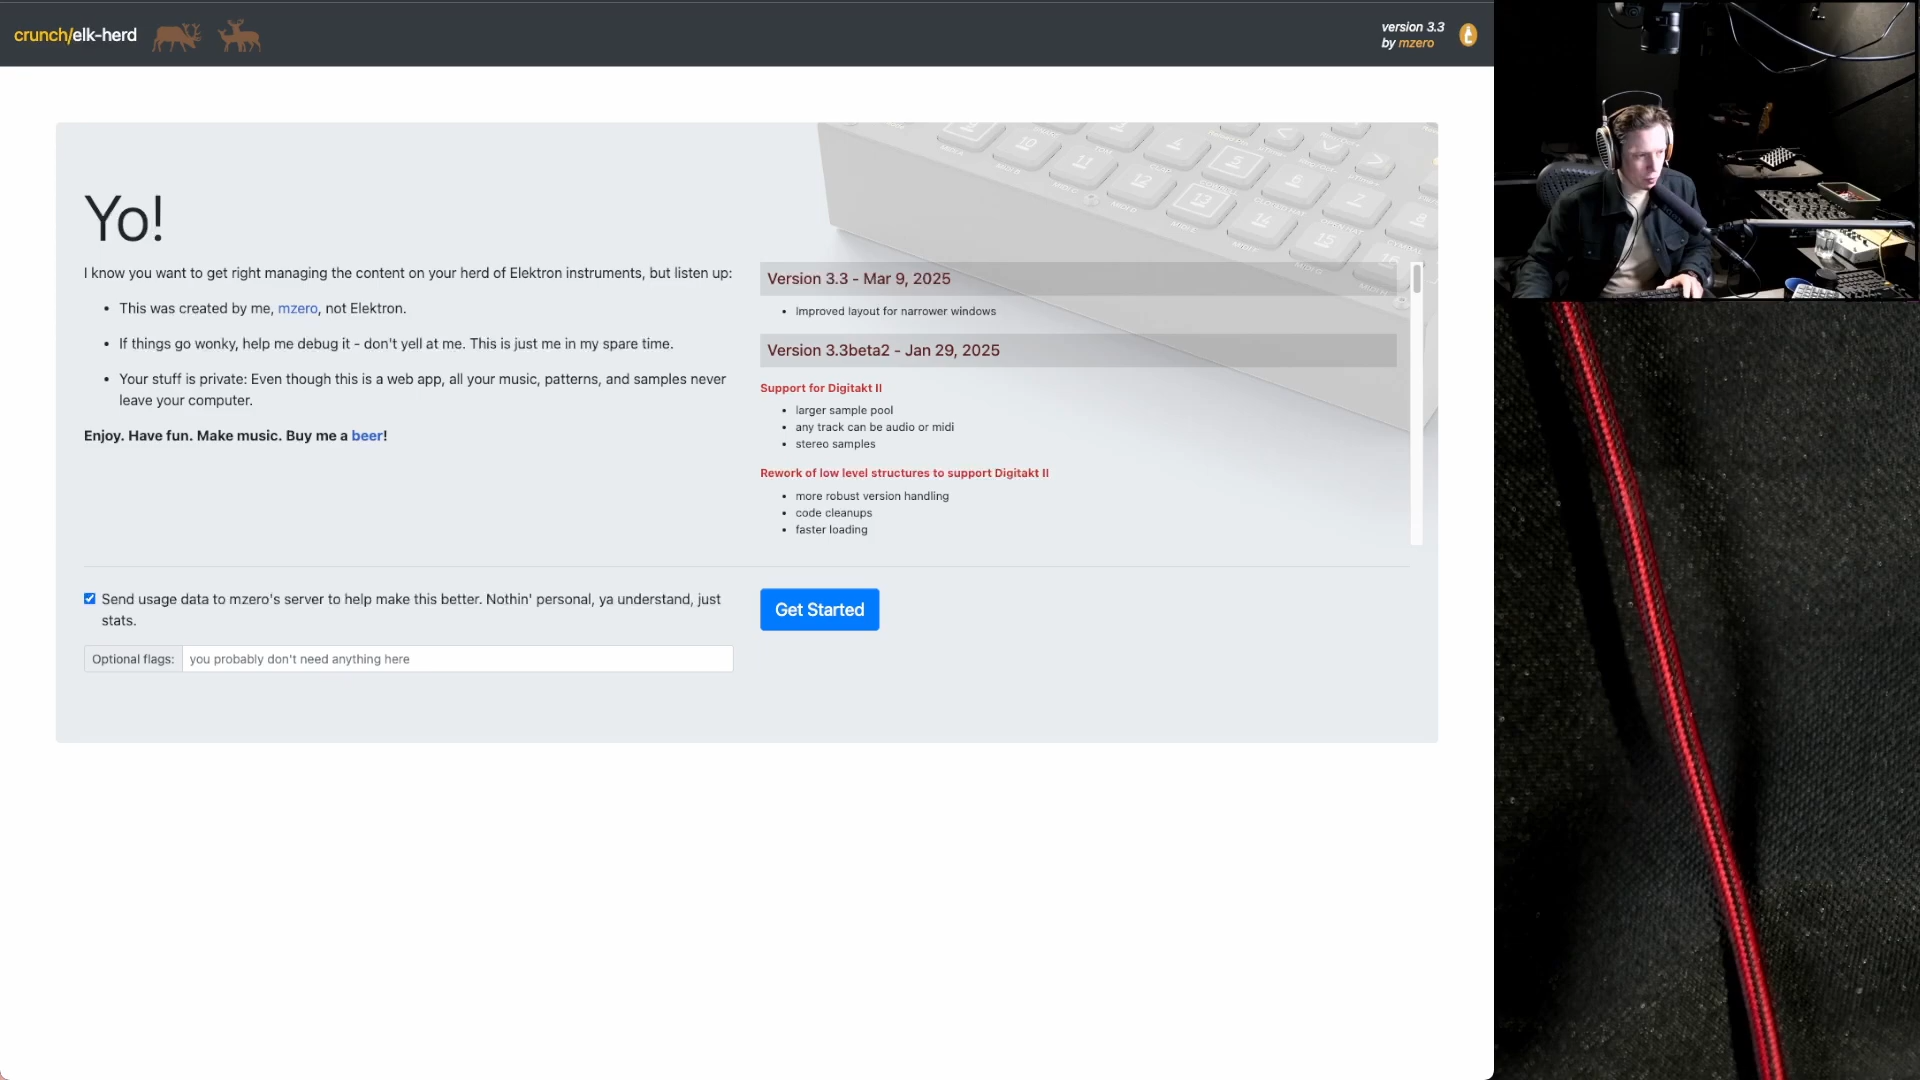 crunch/elk-herd
version 3.3
by mzero
Yo!
I know you want to get right managing the content on your herd of Elektron instruments, but listen up:
• This was created by me, mzero, not Elektron.
• If things go wonky, help me debug it - don't yell at me. This is just me in my spare time.
• Your stuff is private: Even though this is a web app, all your music, patterns, and samples never
leave your computer.
Enjoy. Have fun. Make music. Buy me a beer!
Version 3.3 - Mar 9, 2025
• Improved layout for narrower windows
Version 3.3beta2 - Jan 29, 2025
Support for Digitakt II
• larger sample pool
• any track can be audio or midi
• stereo samples
Rework of low level structures to support Digitakt II
• more robust version handling
• code cleanups
• faster loading
Send usage data to mzero's server to help make this better. Nothin' personal, ya understand, just
stats.
Optional flags: you probably don't need anything here
Get Started